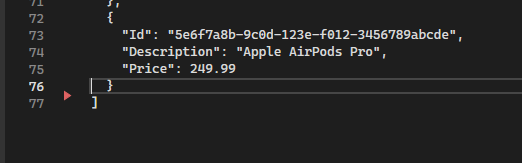 71 },
72 {
73 "Id": "5e6f7a8b-9c0d-123e-f012-3456789abcde",
74 "Description": "Apple AirPods Pro",
75 "Price": 249.99
76 }
77 ]